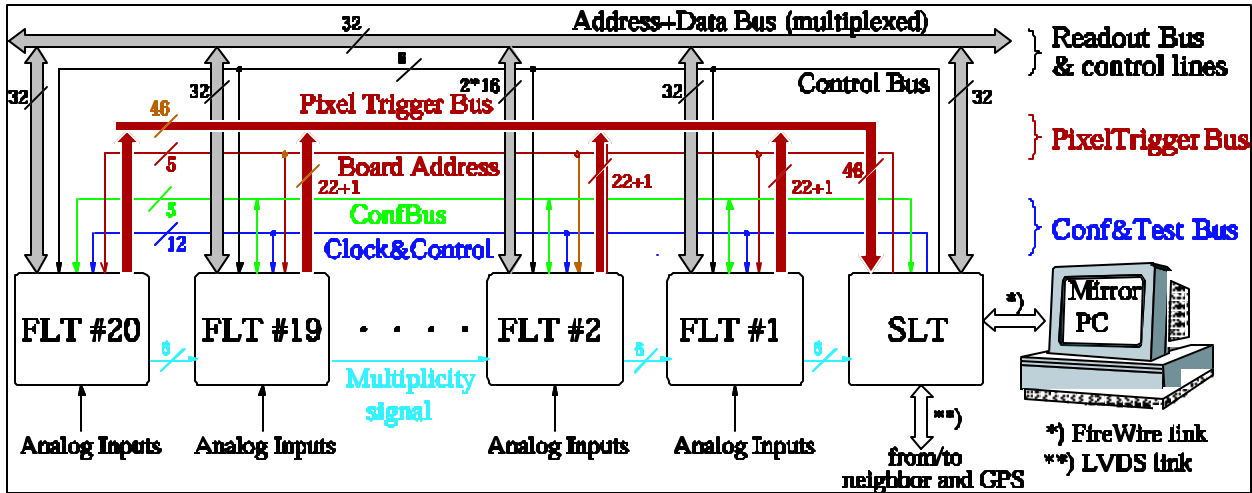 Address+Data Bus (multiplexed)
32
Readout Bus
& control lines
6
Control Bus
32
32
2*16
32
32
Pixel Trigger Bus
46
PixelTrigger Bus
5
Board Address
22+1
22+1
22+1
46
5
ConfBus
12
Clock&Control
Conf&Test Bus
FLT #20
FLT #19
. . . .
FLT #2
FLT #1
SLT
*)
Mirror
PC
6
6
6
Multiplicity
signal
Analog Inputs
Analog Inputs
Analog Inputs
Analog Inputs
**)
from/to
neighbor and GPS
*) FireWire link
**) LVDS link